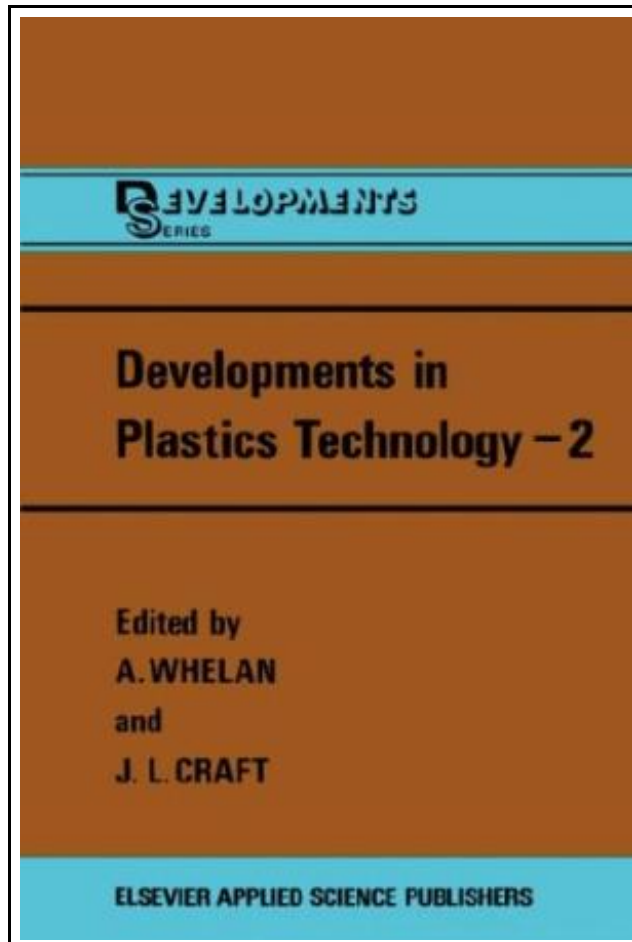 DEVELOPMENTS
SERIES
Developments in
Plastics Technology – 2
Edited by
A. WHELAN
and
J. L. CRAFT
ELSEVIER APPLIED SCIENCE PUBLISHERS